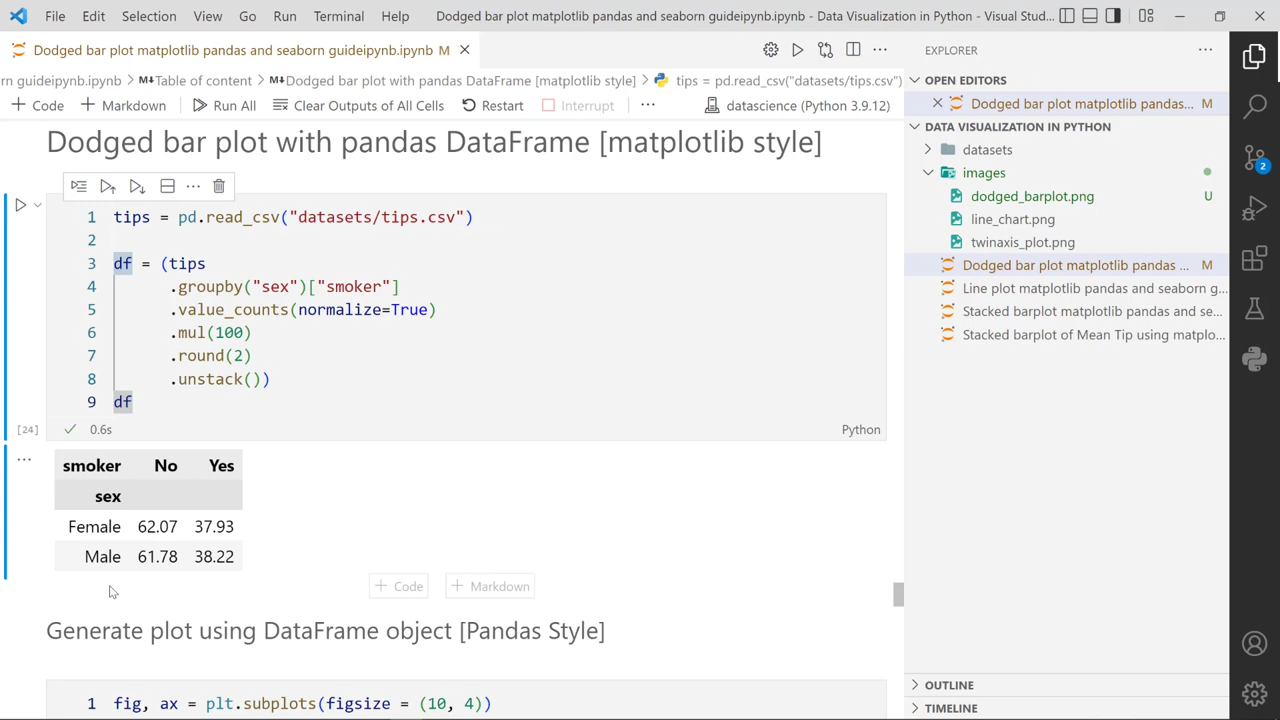 File Edit Selection View Go Run Terminal Help Dodged bar plot matplotlib pandas and seaborn guideipynb.ipynb - Data Visualization in Python - Visual Stud...
Dodged bar plot matplotlib pandas and seaborn guideipynb.ipynb M
EXPLORER
rn guideipynb.ipynb > M↓Table of content > M↓Dodged bar plot with pandas DataFrame [matplotlib style] > tips = pd.read_csv("datasets/tips.csv")
OPEN EDITORS
+ Code + Markdown Run All Clear Outputs of All Cells Restart Interrupt ... datascience (Python 3.9.12)
Dodged bar plot matplotlib pandas... M
DATA VISUALIZATION IN PYTHON
datasets
images
dodged_barplot.png U
line_chart.png
twinaxis_plot.png
Dodged bar plot matplotlib pandas ... M
Line plot matplotlib pandas and seaborn g...
Stacked barplot matplotlib pandas and se...
Stacked barplot of Mean Tip using matplo...
2
Dodged bar plot with pandas DataFrame [matplotlib style]
1 tips = pd.read_csv("datasets/tips.csv")
2
3 df = (tips
4 .groupby("sex")["smoker"]
5 .value_counts(normalize=True)
6 .mul(100)
7 .round(2)
8 .unstack())
9 df
[24] 0.6s Python
smoker No Yes
sex
Female 62.07 37.93
Male 61.78 38.22
+ Code + Markdown
Generate plot using DataFrame object [Pandas Style]
1 fig, ax = plt.subplots(figsize = (10, 4))
OUTLINE
TIMELINE